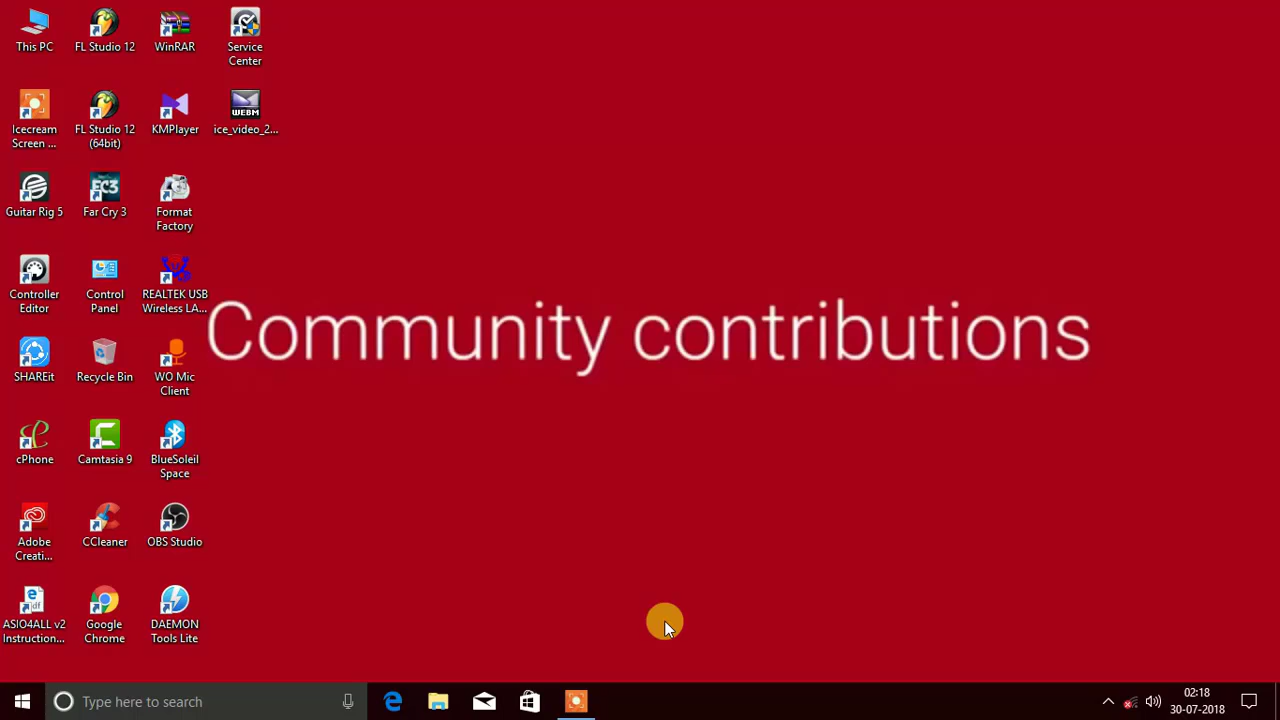 This PC
FL Studio 12
WinRAR
Service
Center
Icecream
Screen ...
FL Studio 12
(64bit)
KMPlayer
WEBM
ice_video_2...
Guitar Rig 5
FC3
Far Cry 3
Format
Factory
Controller
Editor
Control
Panel
REALTEK USB
Wireless LA...
Community contributions
SHAREit
Recycle Bin
WO Mic
Client
cPhone
Camtasia 9
BlueSoleil
Space
Adobe
Creati...
CCleaner
OBS Studio
ASIO4ALL v2
Instruction...
Google
Chrome
DAEMON
Tools Lite
Type here to search
02:18
30-07-2018